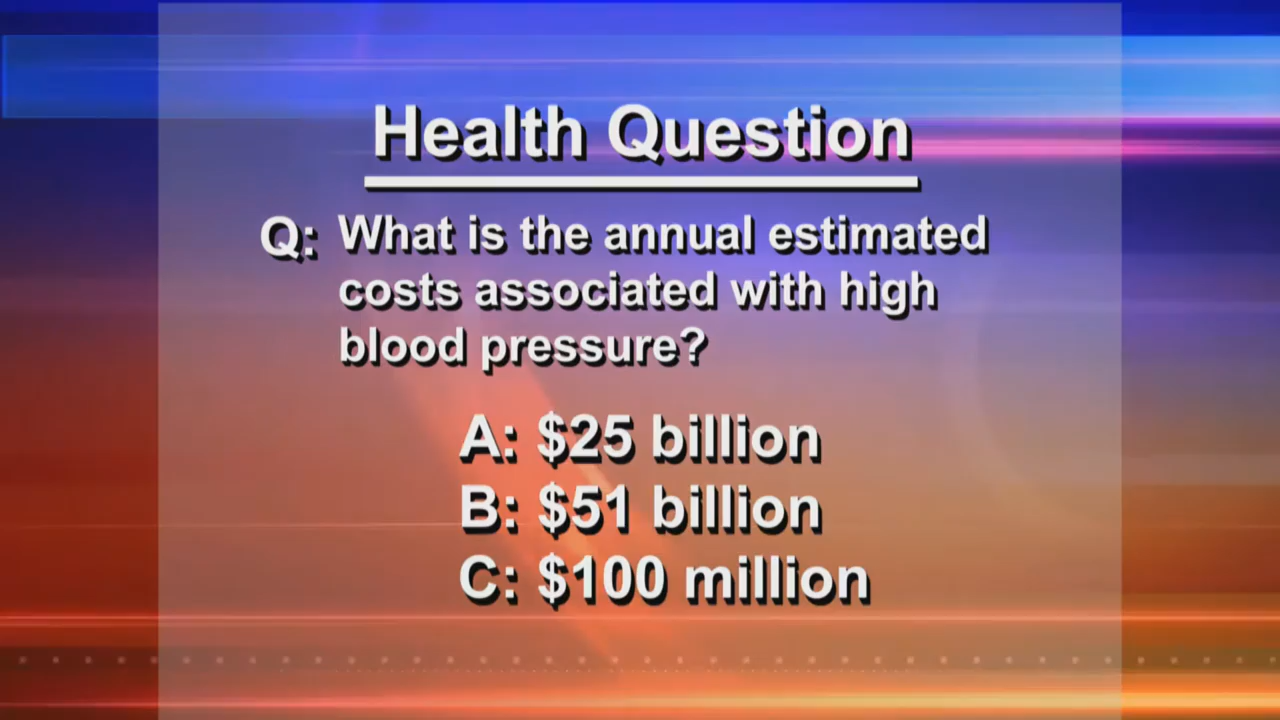 Health Question
Q: What is the annual estimated
costs associated with high
blood pressure?
A: $25 billion
B: $51 billion
C: $100 million